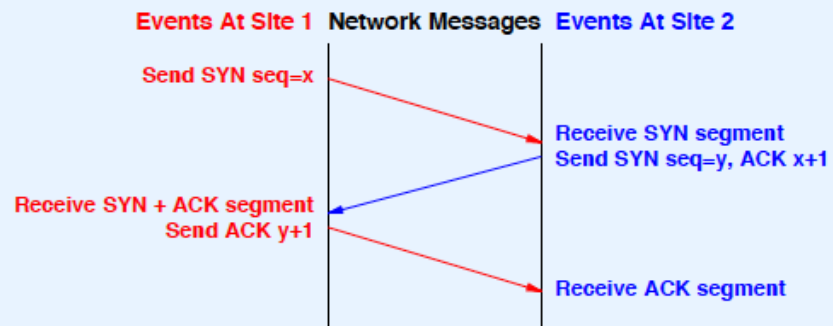 Events At Site 1 Network Messages Events At Site 2
Send SYN seq=x
Receive SYN segment
Send SYN seq=y, ACK x+1
Receive SYN + ACK segment
Send ACK y+1
Receive ACK segment